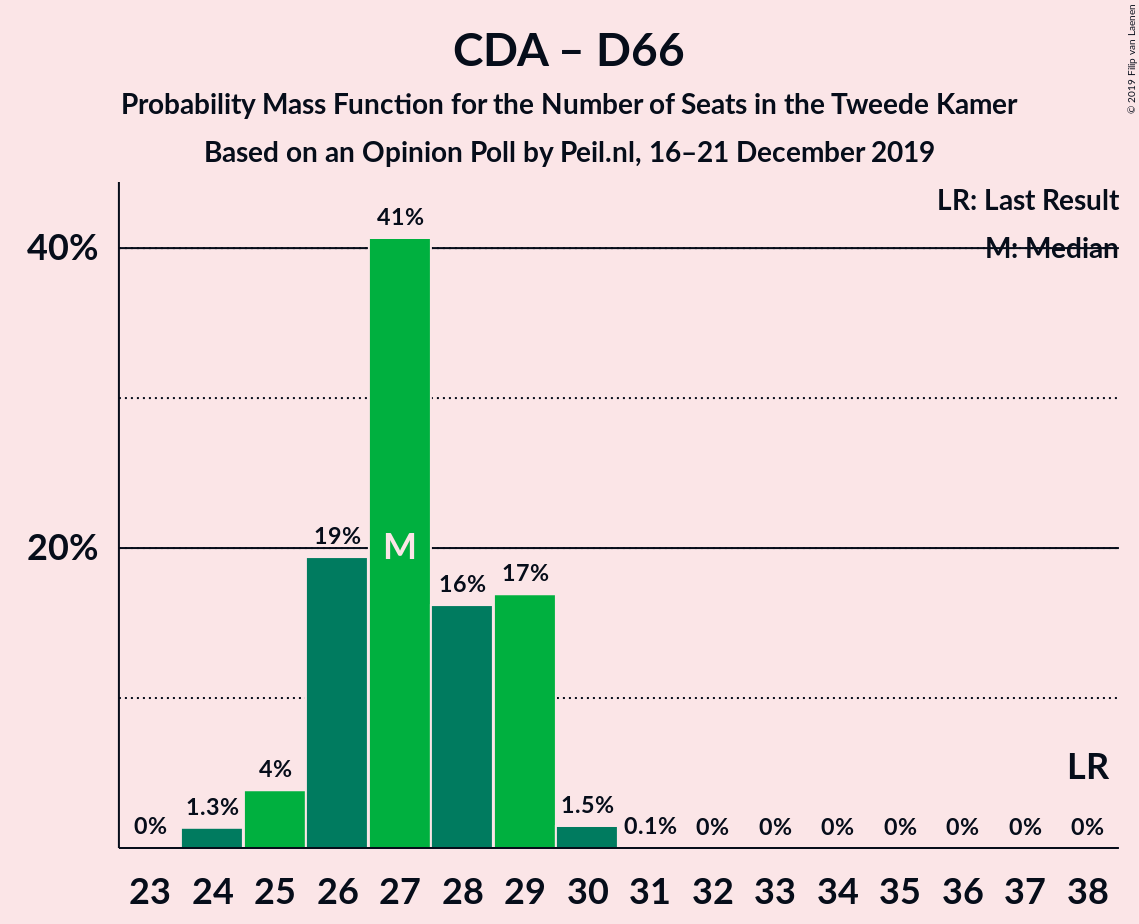 CDA – D66
Probability Mass Function for the Number of Seats in the Tweede Kamer
Based on an Opinion Poll by Peil.nl, 16–21 December 2019
© 2019 Filip van Laenen
LR: Last Result
M: Median
40%
20%
0%
1.3%
4%
19%
41%
M
16%
17%
1.5%
0.1%
0%
0%
0%
0%
0%
0%
0%
LR
23 24 25 26 27 28 29 30 31 32 33 34 35 36 37 38